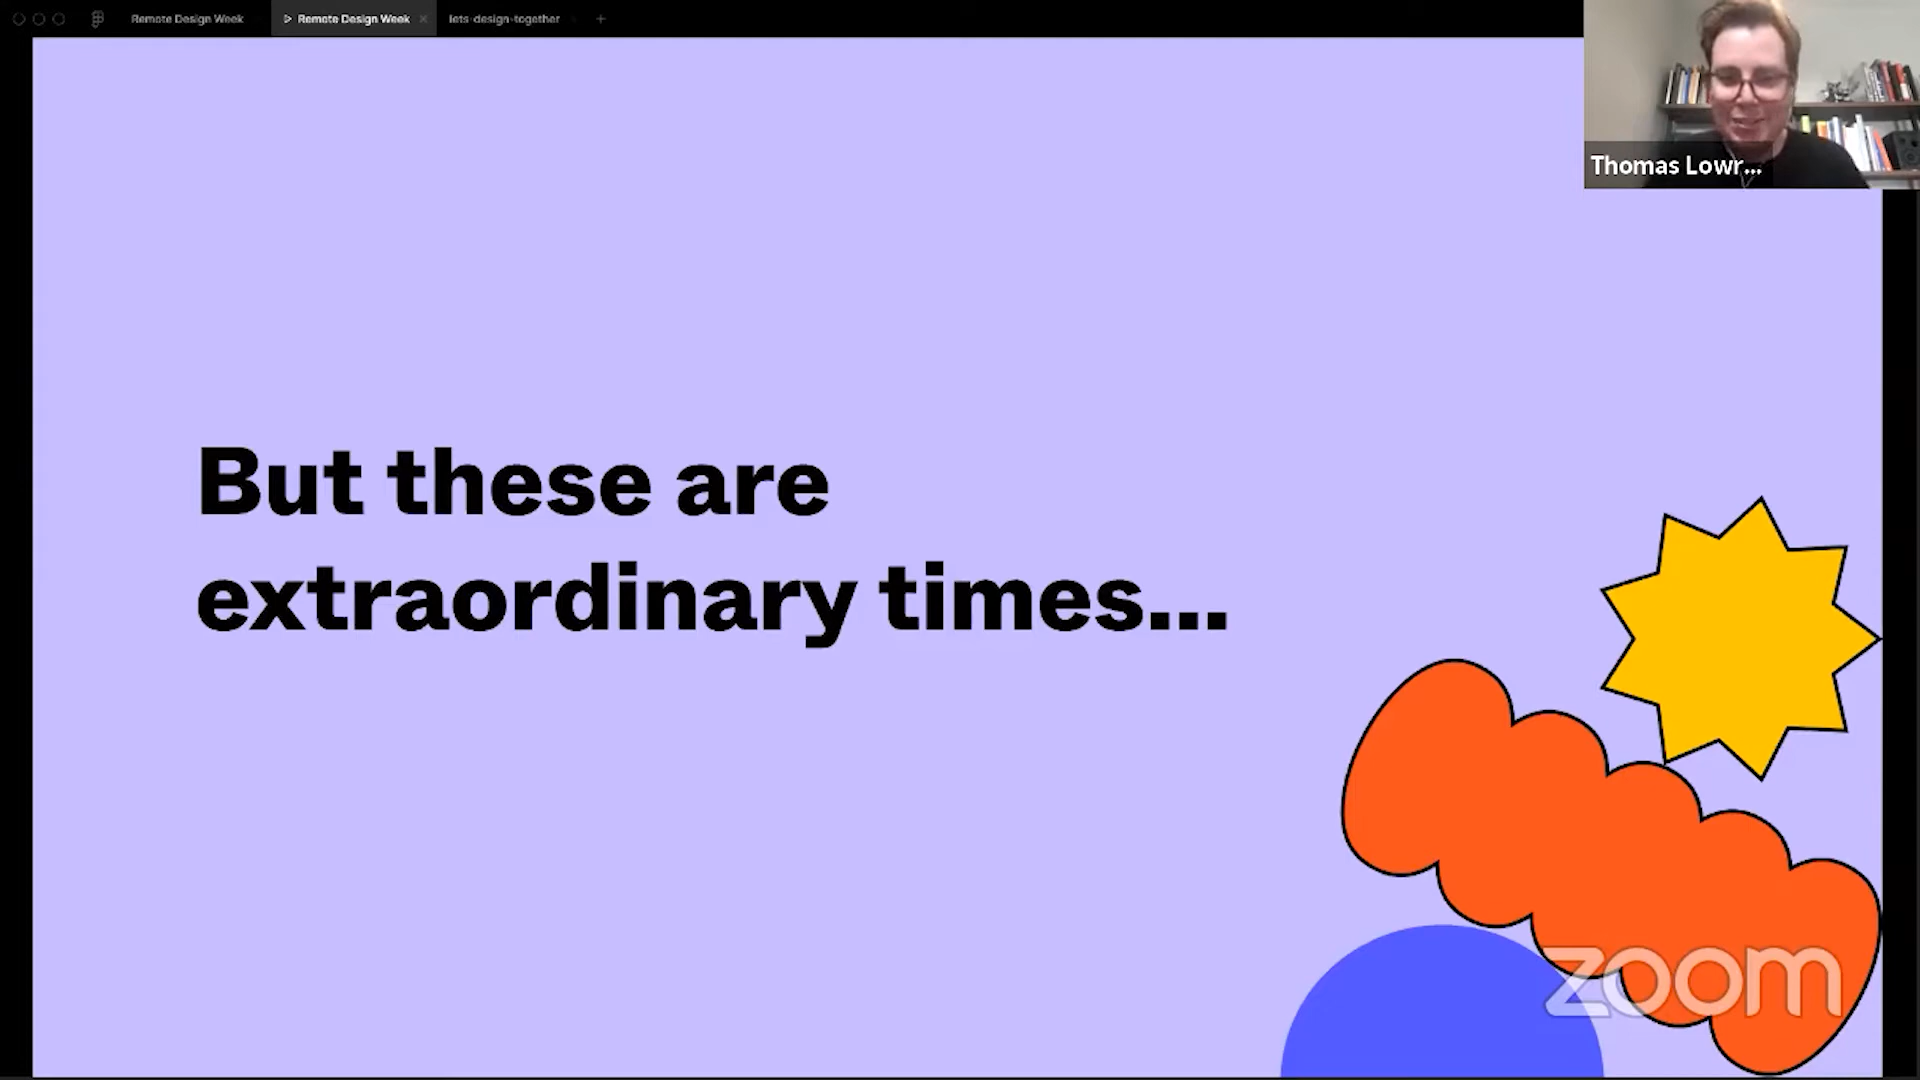 Remote Design Week
Remote Design Week
lets-design-together
Thomas Lowr...
But these are
extraordinary times...
zoom